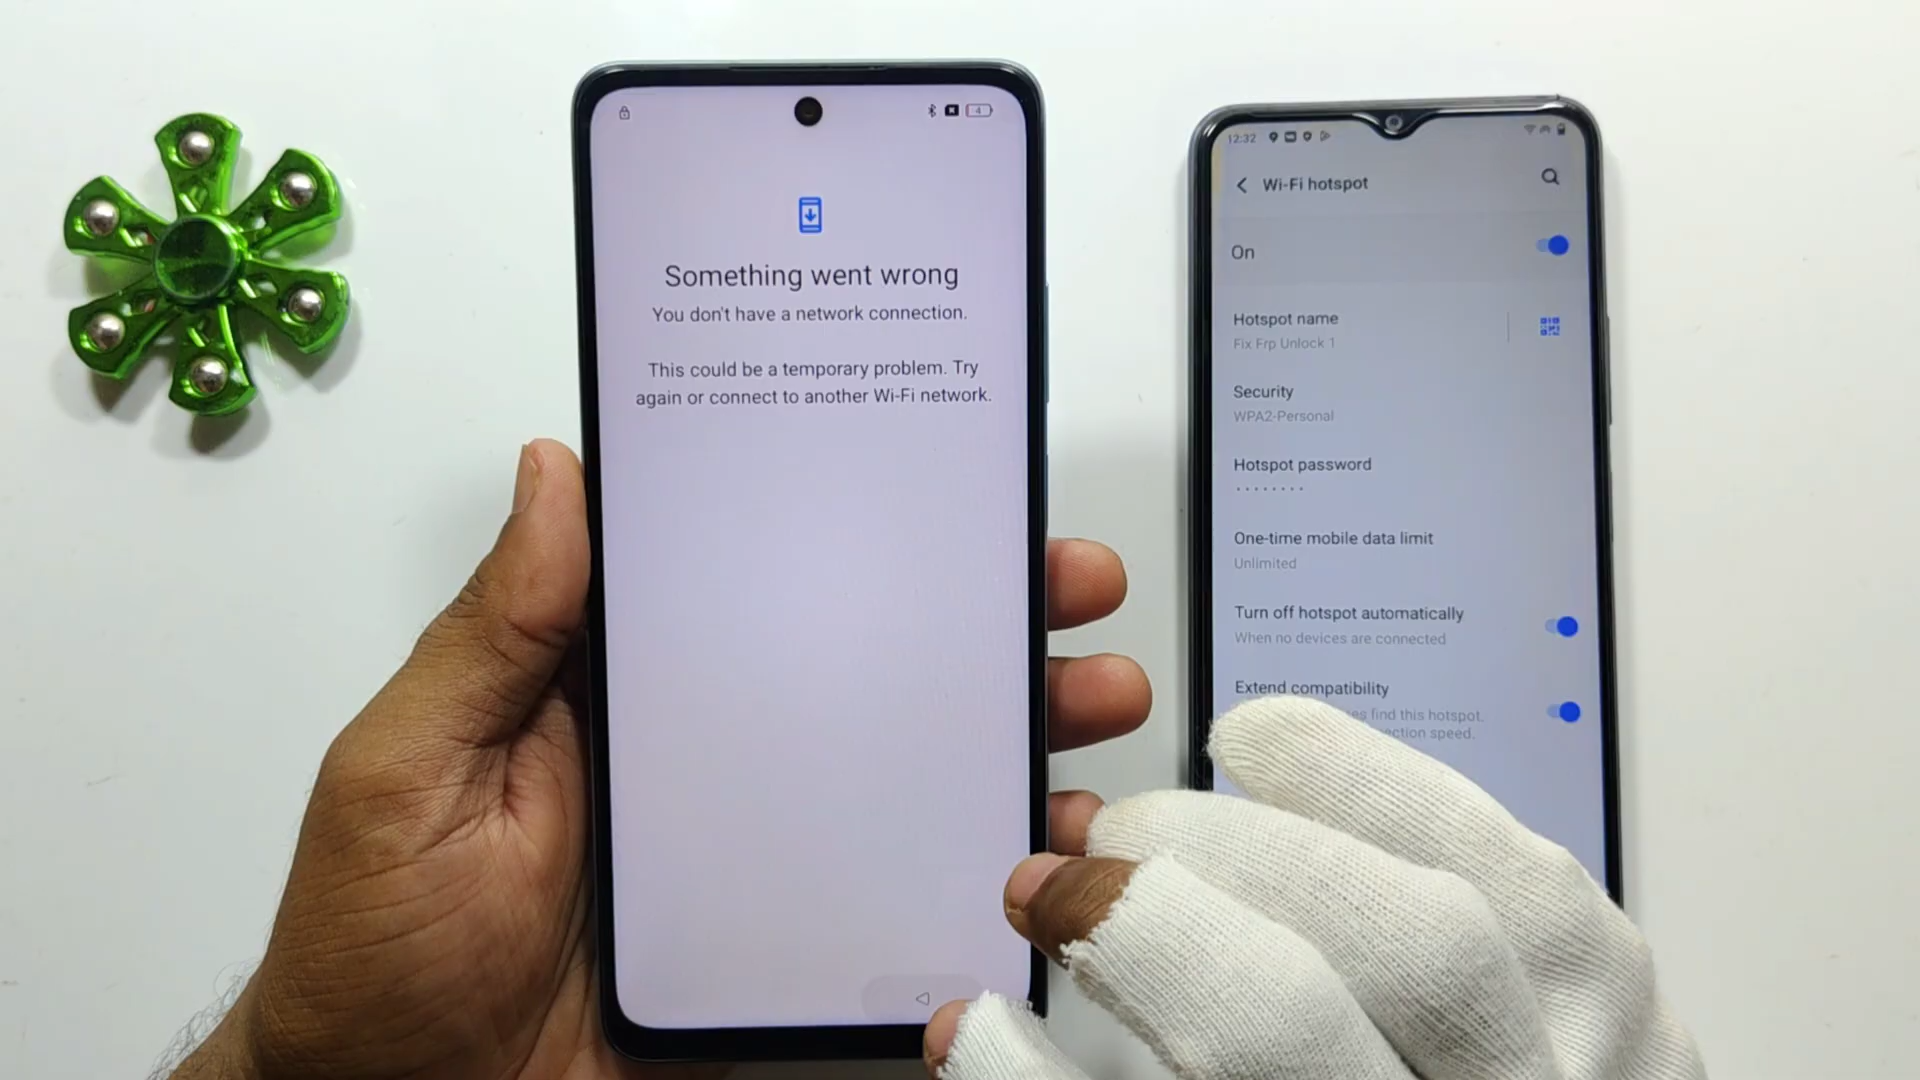 4
Something went wrong
You don't have a network connection.
This could be a temporary problem. Try
again or connect to another Wi-Fi network.
12:32
Wi-Fi hotspot
On
Hotspot name
Fix Frp Unlock 1
Security
WPA2-Personal
Hotspot password
········
One-time mobile data limit
Unlimited
Turn off hotspot automatically
When no devices are connected
Extend compatibility
find this hotspot.
speed.